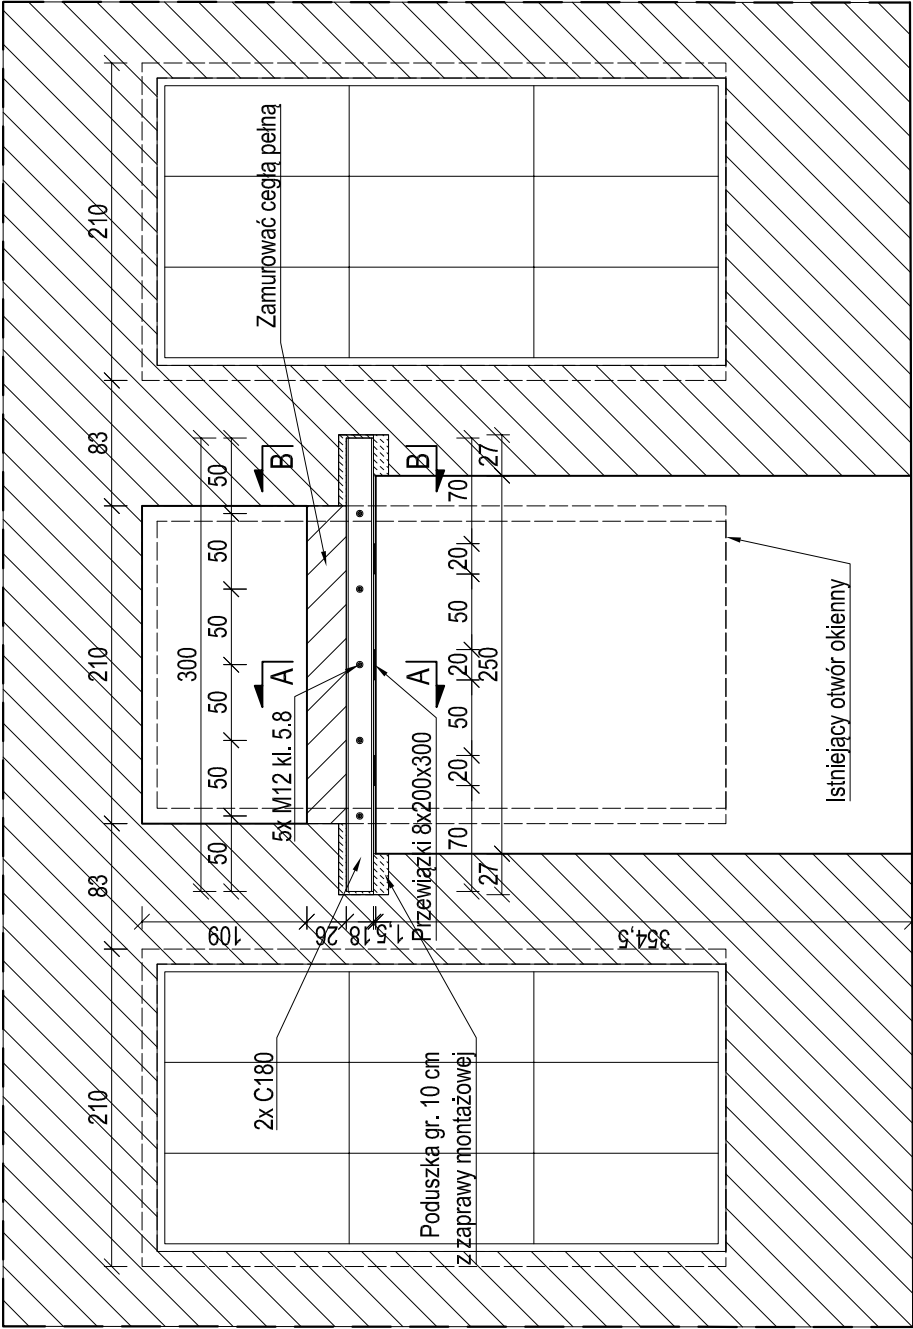 210
83
210
83
210
300
50
50
50
50
50
50
Zamurować cegłą pełną
5x M12 kl. 5.8
2x C180
A
A
B
B
Przewiązki 8x200x300
Poduszka gr. 10 cm
z zaprawy montażowej
70
20
50
20
50
20
70
27
250
27
109
26
18
1,5
354,5
Istniejący otwór okienny